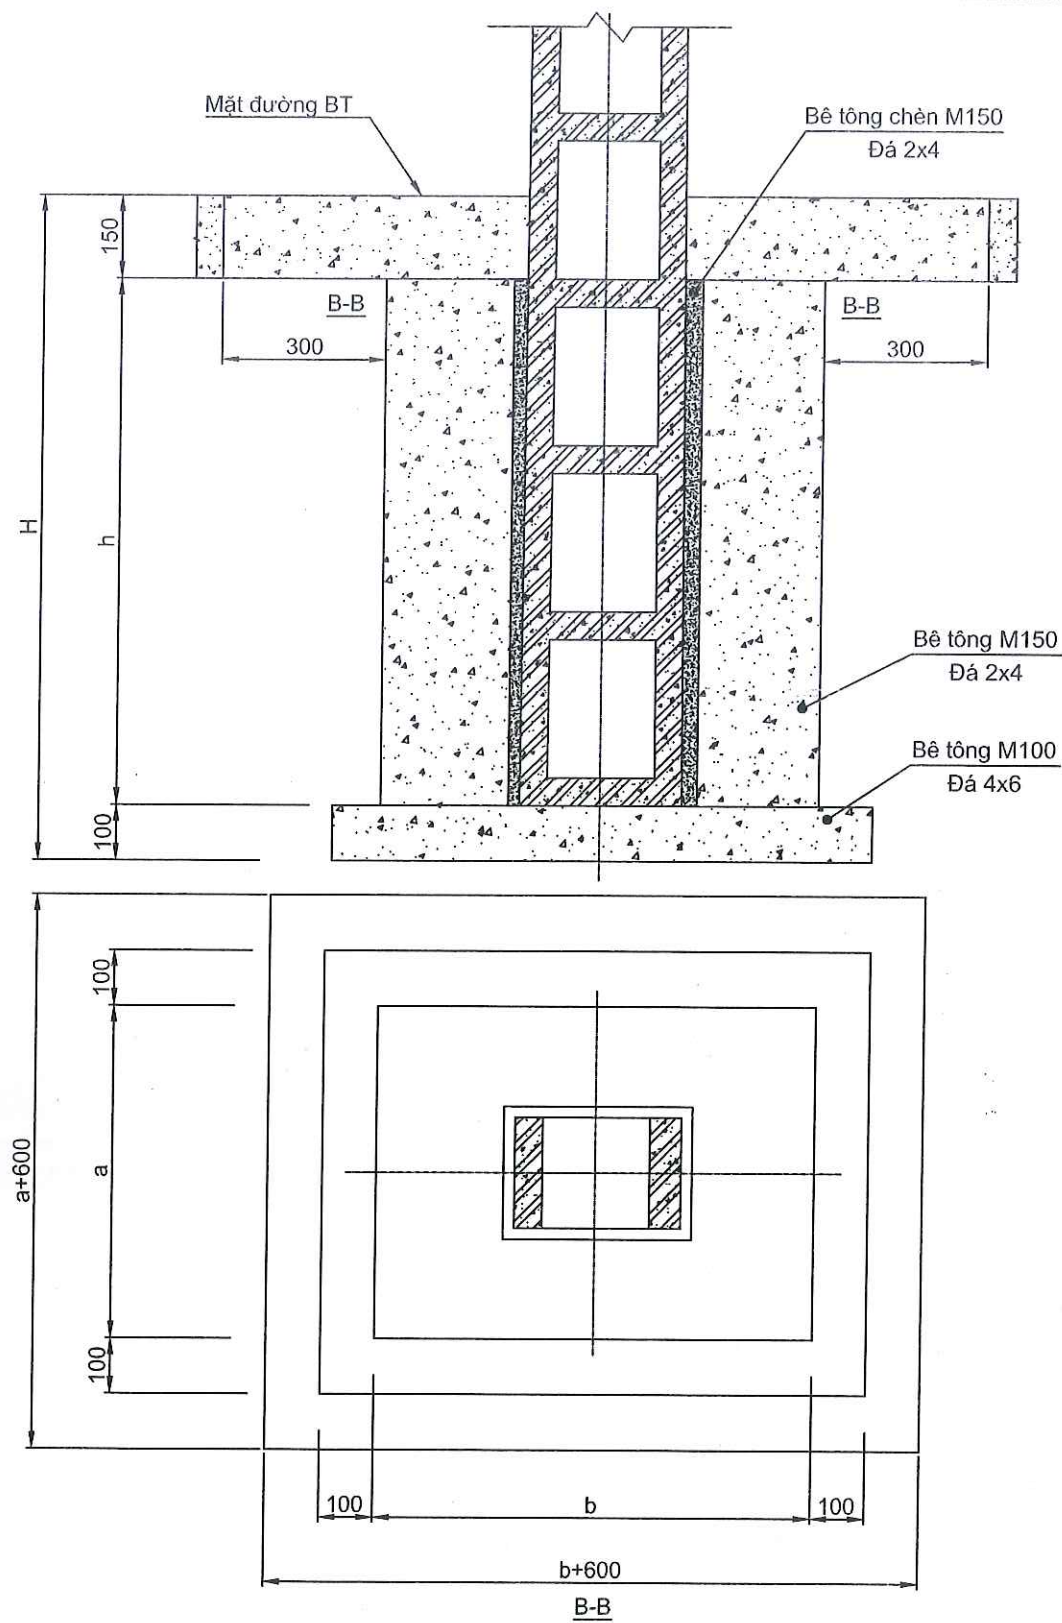 Mặt đường BT
Bê tông chèn M150
Đá 2x4
150
B-B
B-B
300
300
H
h
Bê tông M150
Đá 2x4
Bê tông M100
Đá 4x6
100
100
a+600
a
100
100
b
100
b+600
B-B